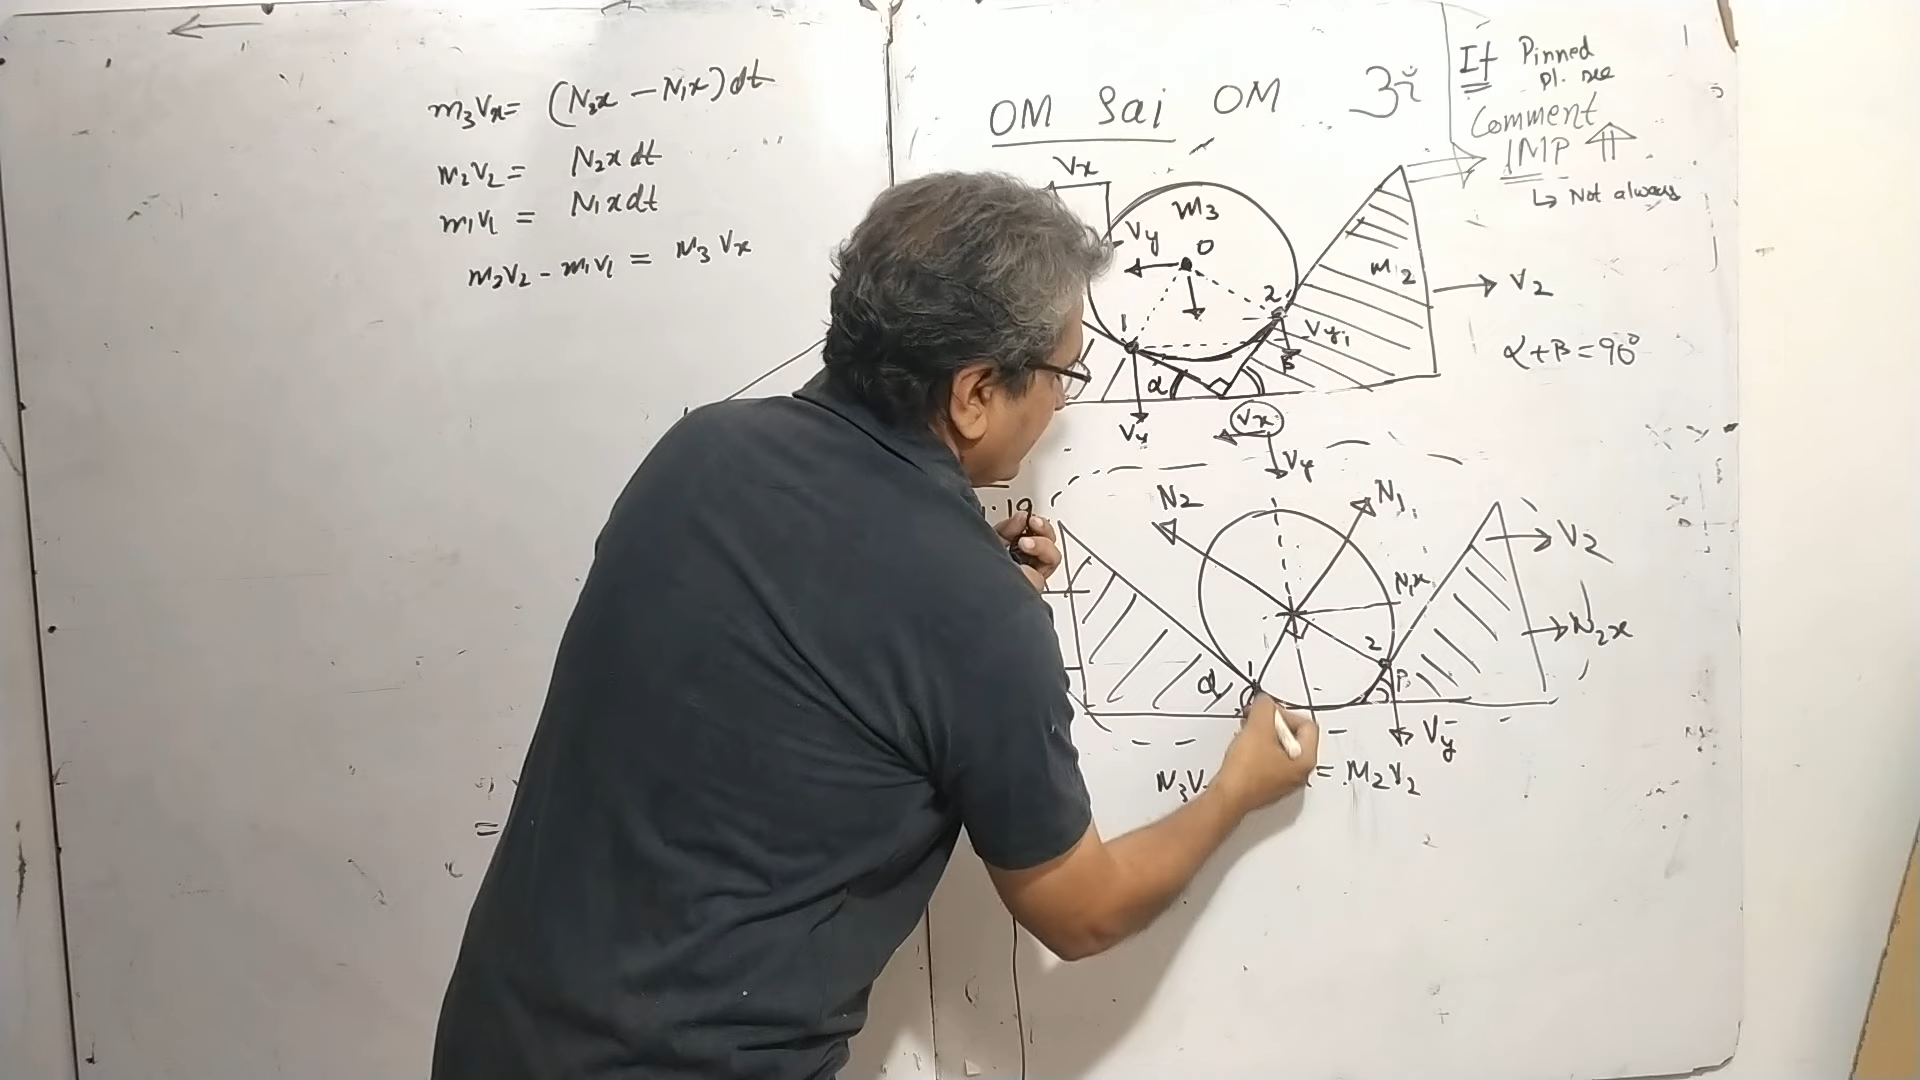 m₃Vx = (N₂x − N₁x)dt
m₂V₂ = N₂x dt
m₁V₁ = N₁x dt
m₂V₂ - m₁V₁ = M₃ Vx
OM Sai OM
If Pinned
pl. see
Comment
IMP
↳ Not always
Vx
m₃
Vy
O
M₂
V₂
2
1
Vy₁
α
β
α+β=90°
Vy
Vx
Vy
N₂
N₁
V₂
N₁x
N₂x
2
1
α
β
Vy
= M₂V₂
=